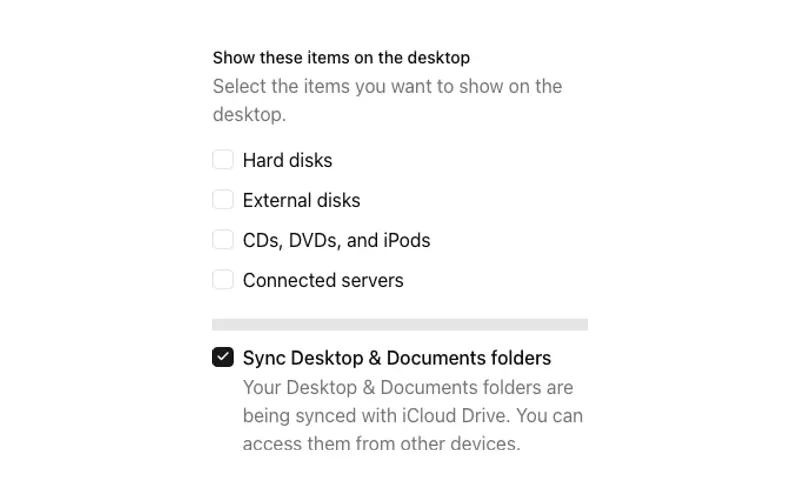 Show these items on the desktop
Select the items you want to show on the
desktop.
Hard disks
External disks
CDs, DVDs, and iPods
Connected servers
Sync Desktop & Documents folders
Your Desktop & Documents folders are
being synced with iCloud Drive. You can
access them from other devices.